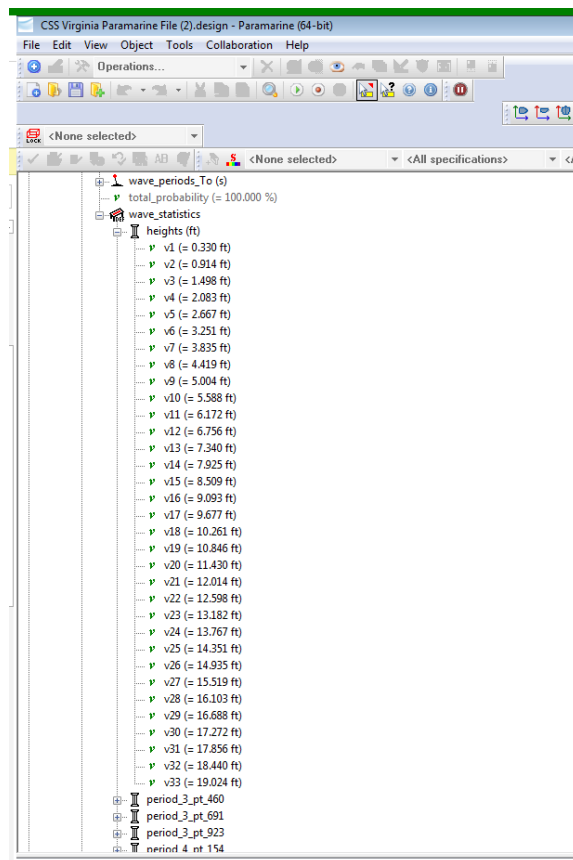 CSS Virginia Paramarine File (2).design - Paramarine (64-bit)
File Edit View Object Tools Collaboration Help
Operations...
LOCK <None selected>
AB S <None selected> <All specifications>
wave_periods_To (s)
total_probability (= 100.000 %)
wave_statistics
heights (ft)
v1 (= 0.330 ft)
v2 (= 0.914 ft)
v3 (= 1.498 ft)
v4 (= 2.083 ft)
v5 (= 2.667 ft)
v6 (= 3.251 ft)
v7 (= 3.835 ft)
v8 (= 4.419 ft)
v9 (= 5.004 ft)
v10 (= 5.588 ft)
v11 (= 6.172 ft)
v12 (= 6.756 ft)
v13 (= 7.340 ft)
v14 (= 7.925 ft)
v15 (= 8.509 ft)
v16 (= 9.093 ft)
v17 (= 9.677 ft)
v18 (= 10.261 ft)
v19 (= 10.846 ft)
v20 (= 11.430 ft)
v21 (= 12.014 ft)
v22 (= 12.598 ft)
v23 (= 13.182 ft)
v24 (= 13.767 ft)
v25 (= 14.351 ft)
v26 (= 14.935 ft)
v27 (= 15.519 ft)
v28 (= 16.103 ft)
v29 (= 16.688 ft)
v30 (= 17.272 ft)
v31 (= 17.856 ft)
v32 (= 18.440 ft)
v33 (= 19.024 ft)
period_3_pt_460
period_3_pt_691
period_3_pt_923
period_4_pt_154